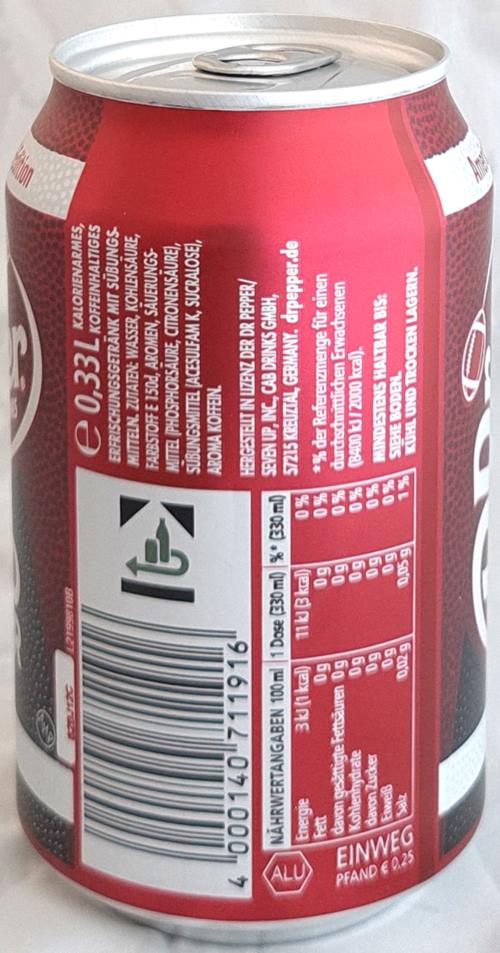 0,33L KALORIENARMES,
KOFFEINHALTIGES
ERFRISCHUNGSGETRÄNK MIT SÜßUNGS-
MITTELN. ZUTATEN: WASSER, KOHLENSÄURE,
FARBSTOFF E 150d, AROMEN, SÄUERUNGS-
MITTEL (PHOSPHORSÄURE, CITRONENSÄURE),
SÜßUNGSMITTEL (ACESULFAM K, SUCRALOSE),
AROMA KOFFEIN.
HERGESTELLT IN LIZENZ DER DR PEPPER/
SEVEN UP, INC, CAB DRINKS GMBH,
57215 KREUZTAL, GERMANY. drpepper.de
*% der Referenzmenge für einen
durchschnittlichen Erwachsenen
(8400 kJ / 2000 kcal).
MINDESTENS HALTBAR BIS:
SIEHE BODEN.
KÜHL UND TROCKEN LAGERN.
L2199810B
4 000140 711916
NÄHRWERTANGABEN 100 ml 1 Dose (330 ml) %* (330 ml)
Energie 3 kJ (1 kcal) 11 kJ (3 kcal) 0 %
Fett 0 g 0 g 0 %
davon gesättigte Fettsäuren 0 g 0 g 0 %
Kohlenhydrate 0 g 0 g 0 %
davon Zucker 0 g 0 g 0 %
Eiweiß 0 g 0 g 0 %
Salz 0,02 g 0,05 g 1 %
ALU
EINWEG
PFAND € 0,25